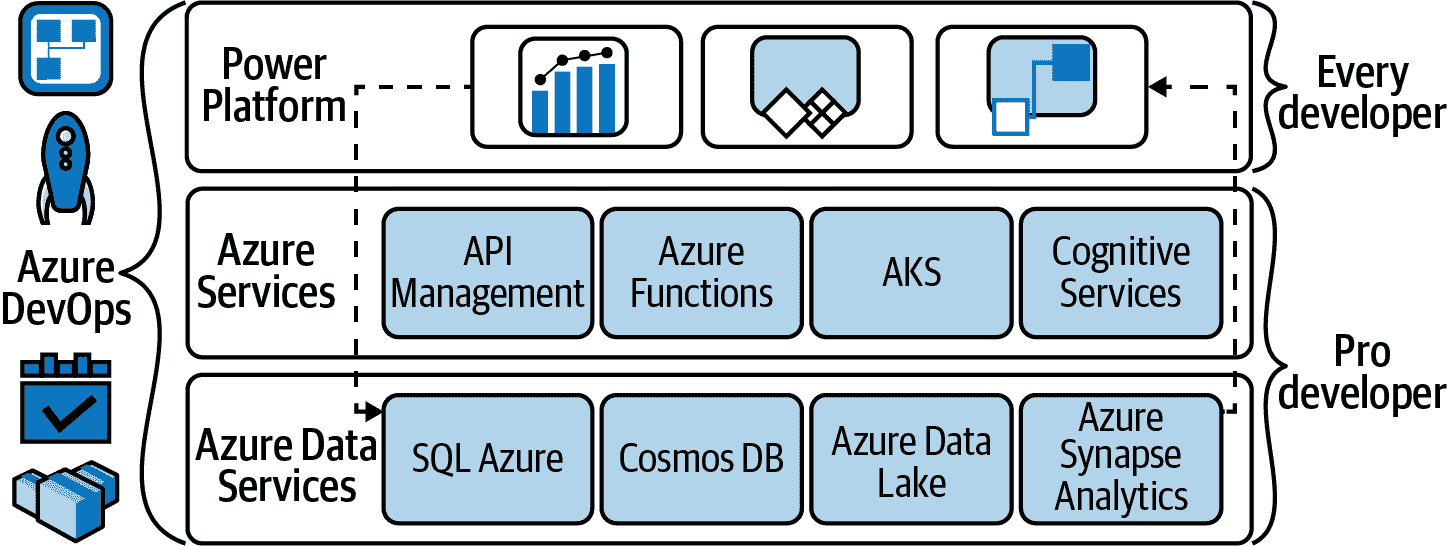 Power
Platform
Every
developer
Azure
DevOps
Azure
Services
API
Management
Azure
Functions
AKS
Cognitive
Services
Pro
developer
Azure Data
Services
SQL Azure
Cosmos DB
Azure Data
Lake
Azure
Synapse
Analytics